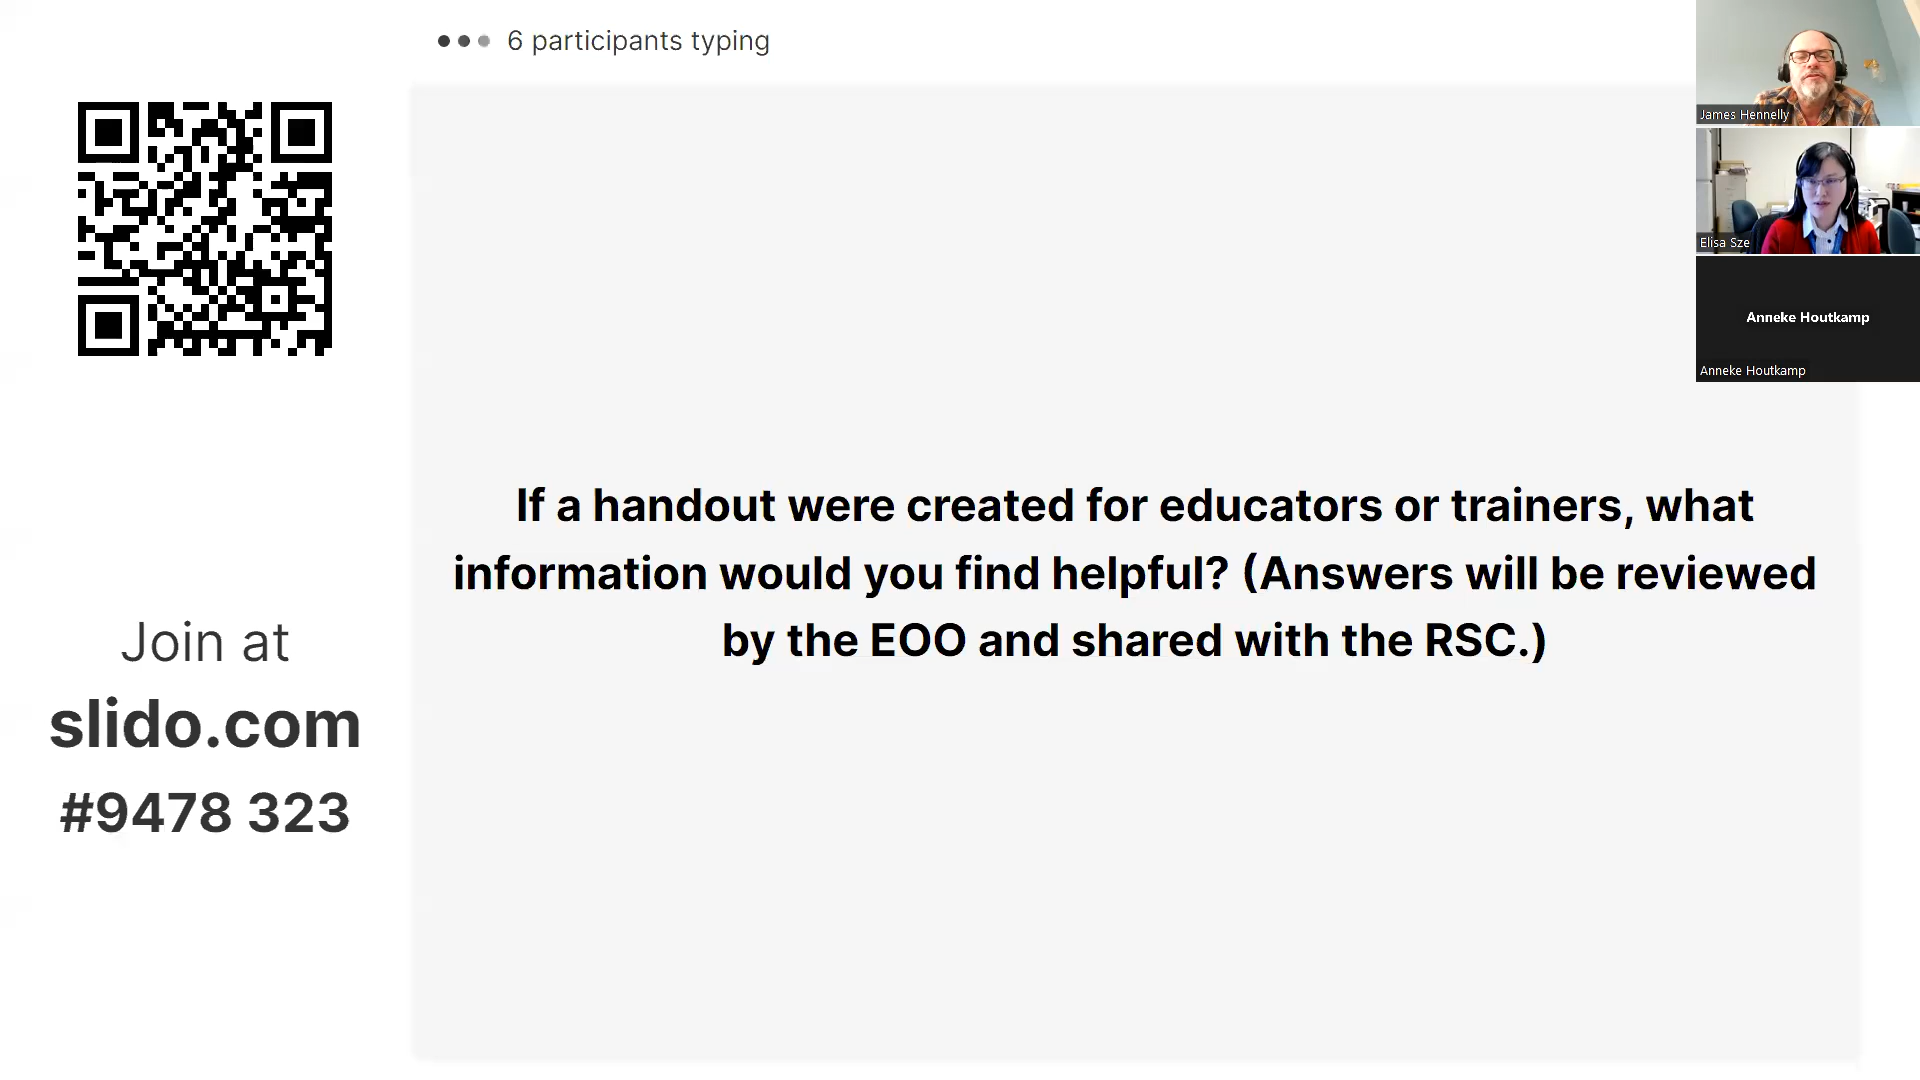 6 participants typing
James Hennelly
Elisa Sze
Anneke Houtkamp
Anneke Houtkamp
If a handout were created for educators or trainers, what
information would you find helpful? (Answers will be reviewed
by the EOO and shared with the RSC.)
Join at
slido.com
#9478 323